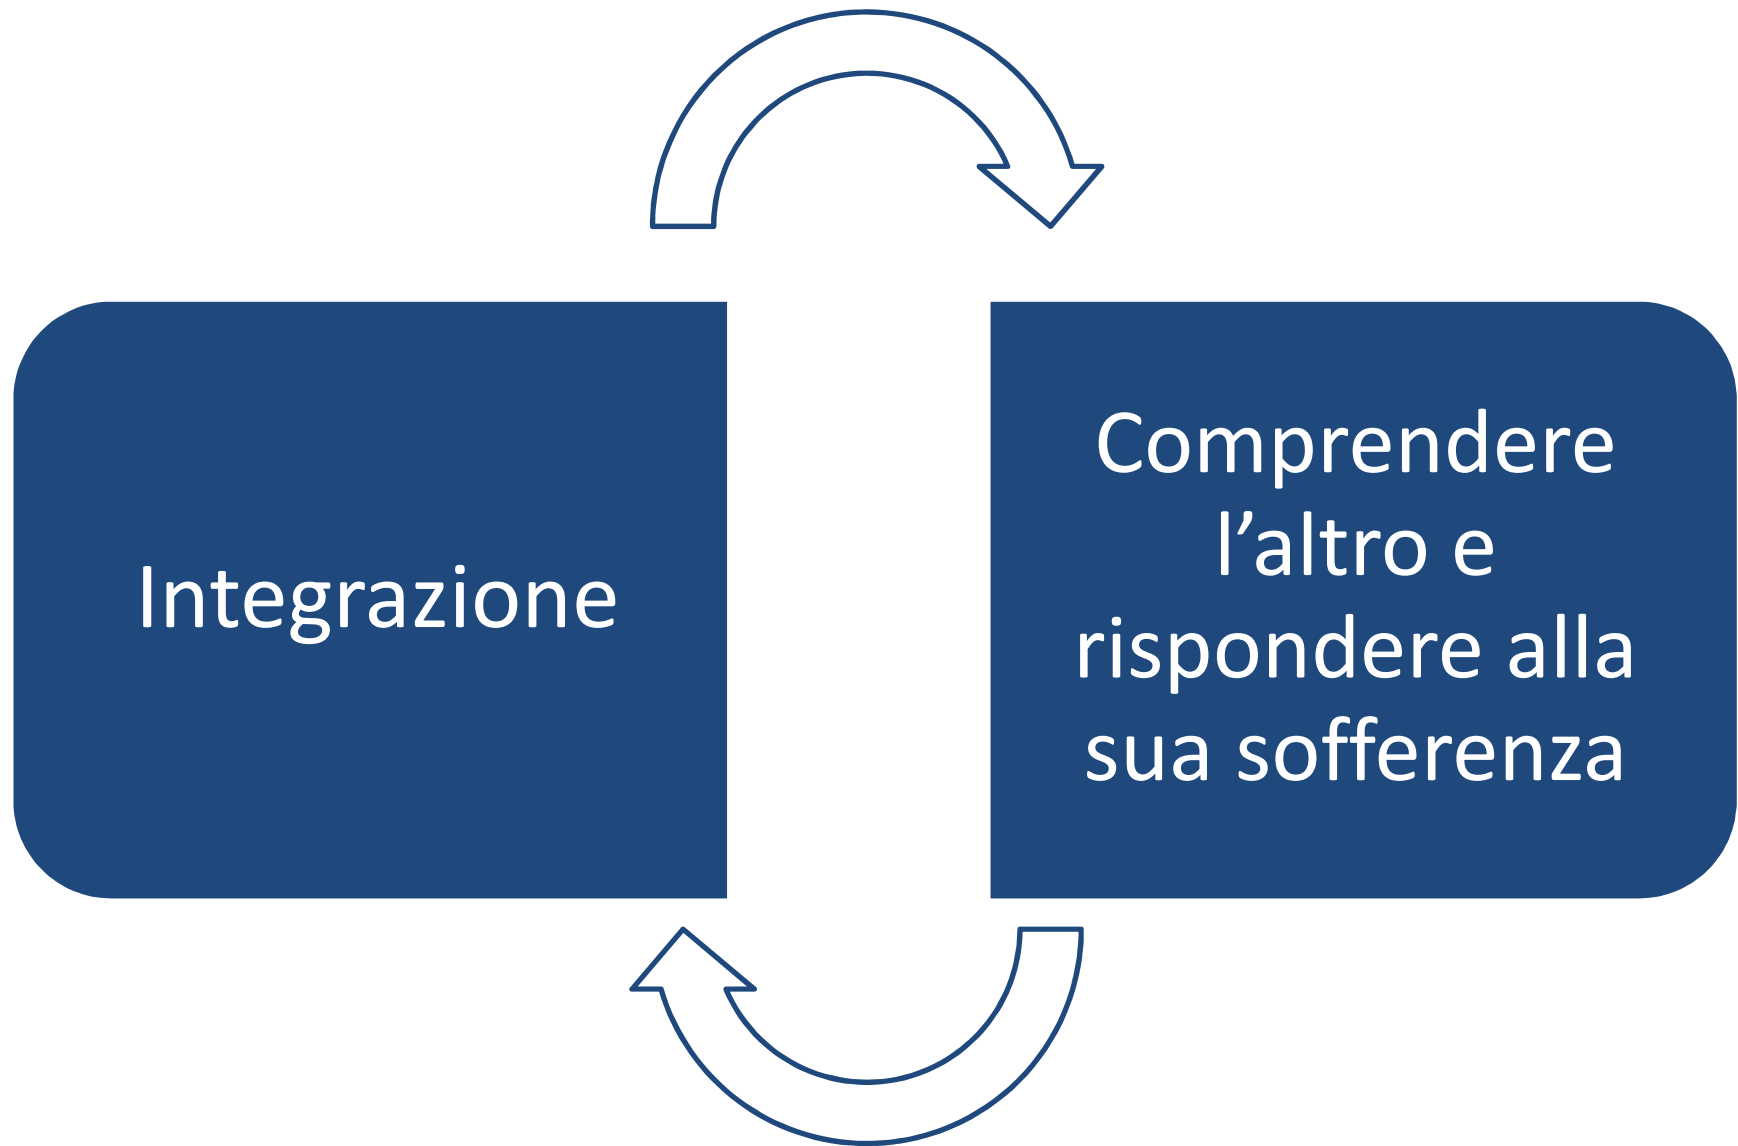 Integrazione
Comprendere
l’altro e
rispondere alla
sua sofferenza